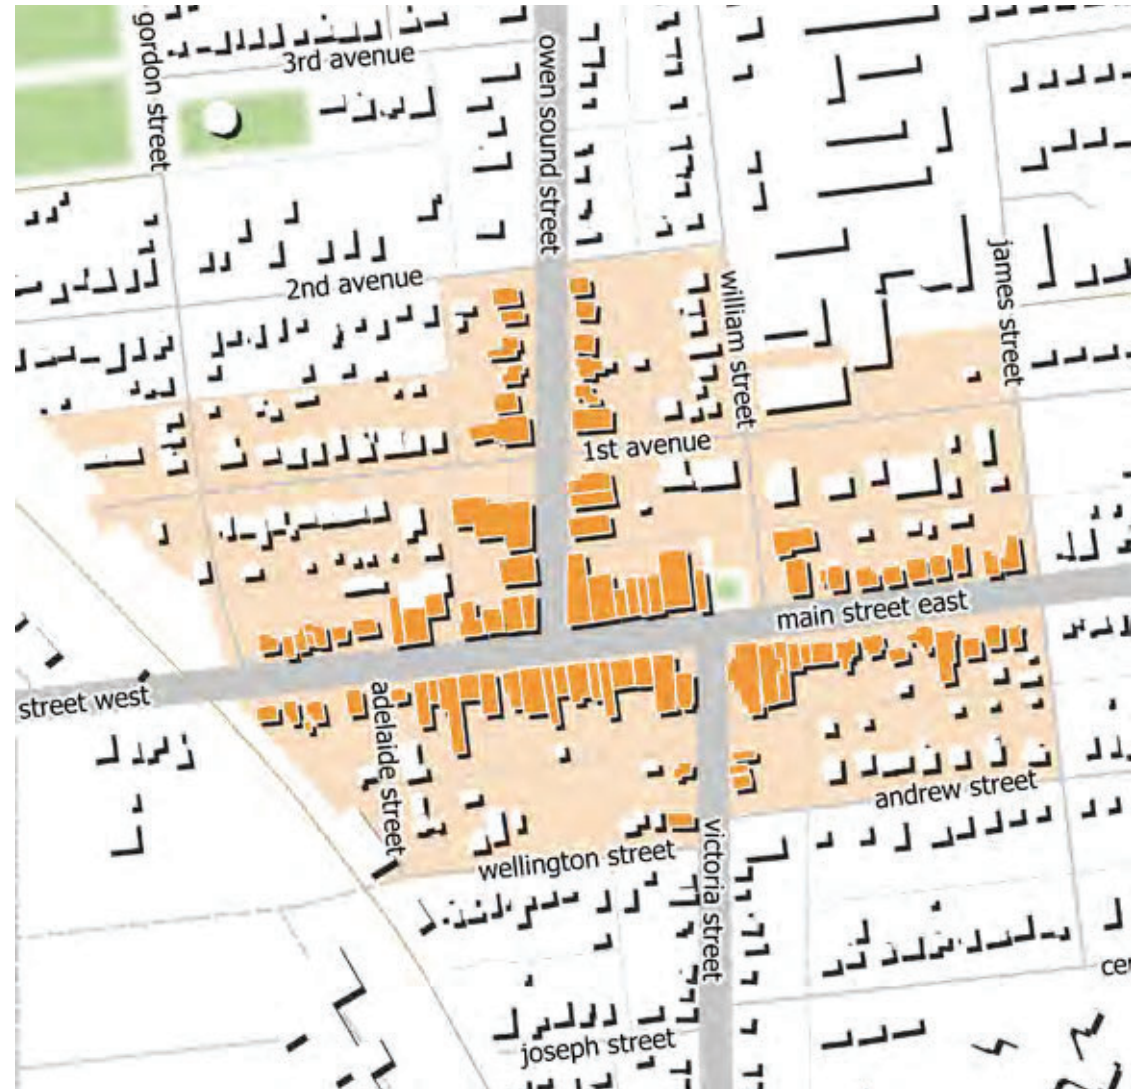 gordon street
3rd avenue
owen sound street
2nd avenue
william street
james street
1st avenue
main street east
street west
adelaide street
andrew street
wellington street
victoria street
joseph street